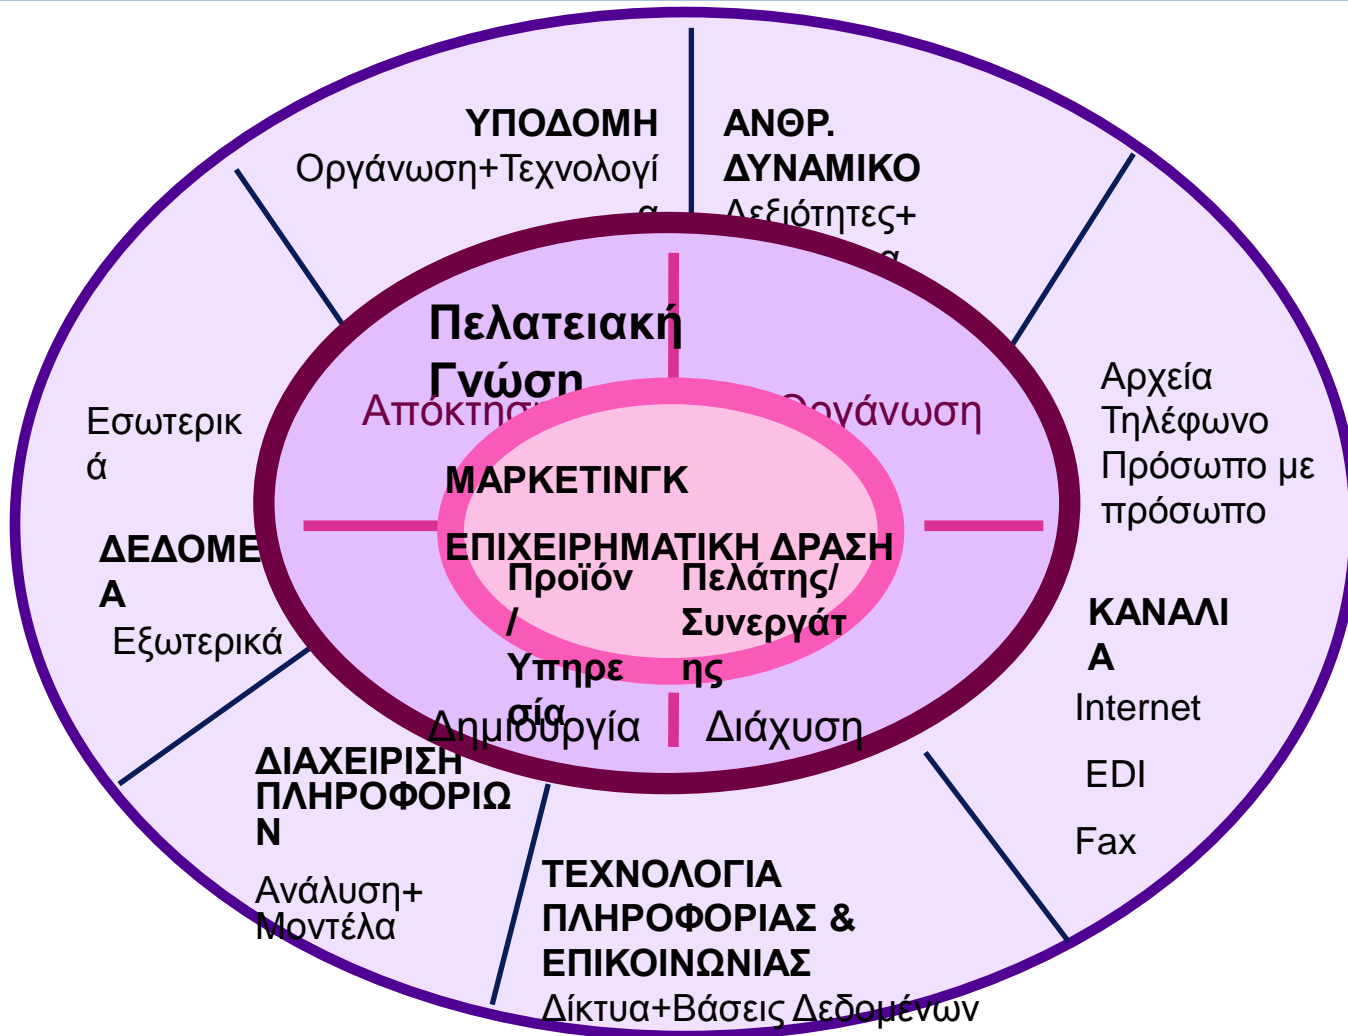 ΥΠΟΔΟΜΗ
Οργάνωση+Τεχνολογί
α
ΑΝΘΡ.
ΔΥΝΑΜΙΚΟ
Δεξιότητες+
Πελατειακή
Γνώση
Απόκτηση
Οργάνωση
Εσωτερικ
ά
ΔΕΔΟΜΕ
Α
Εξωτερικά
ΜΑΡΚΕΤΙΝΓΚ
ΕΠΙΧΕΙΡΗΜΑΤΙΚΗ ΔΡΑΣΗ
Προϊόν
/
Υπηρε
σία
Πελάτης/
Συνεργάτ
ης
Δημιουργία
Διάχυση
Αρχεία
Τηλέφωνο
Πρόσωπο με
πρόσωπο
ΚΑΝΑΛΙ
Α
Internet
EDI
Fax
ΔΙΑΧΕΙΡΙΣΗ
ΠΛΗΡΟΦΟΡΙΩ
Ν
Ανάλυση+
Μοντέλα
ΤΕΧΝΟΛΟΓΙΑ
ΠΛΗΡΟΦΟΡΙΑΣ &
ΕΠΙΚΟΙΝΩΝΙΑΣ
Δίκτυα+Βάσεις Δεδομένων